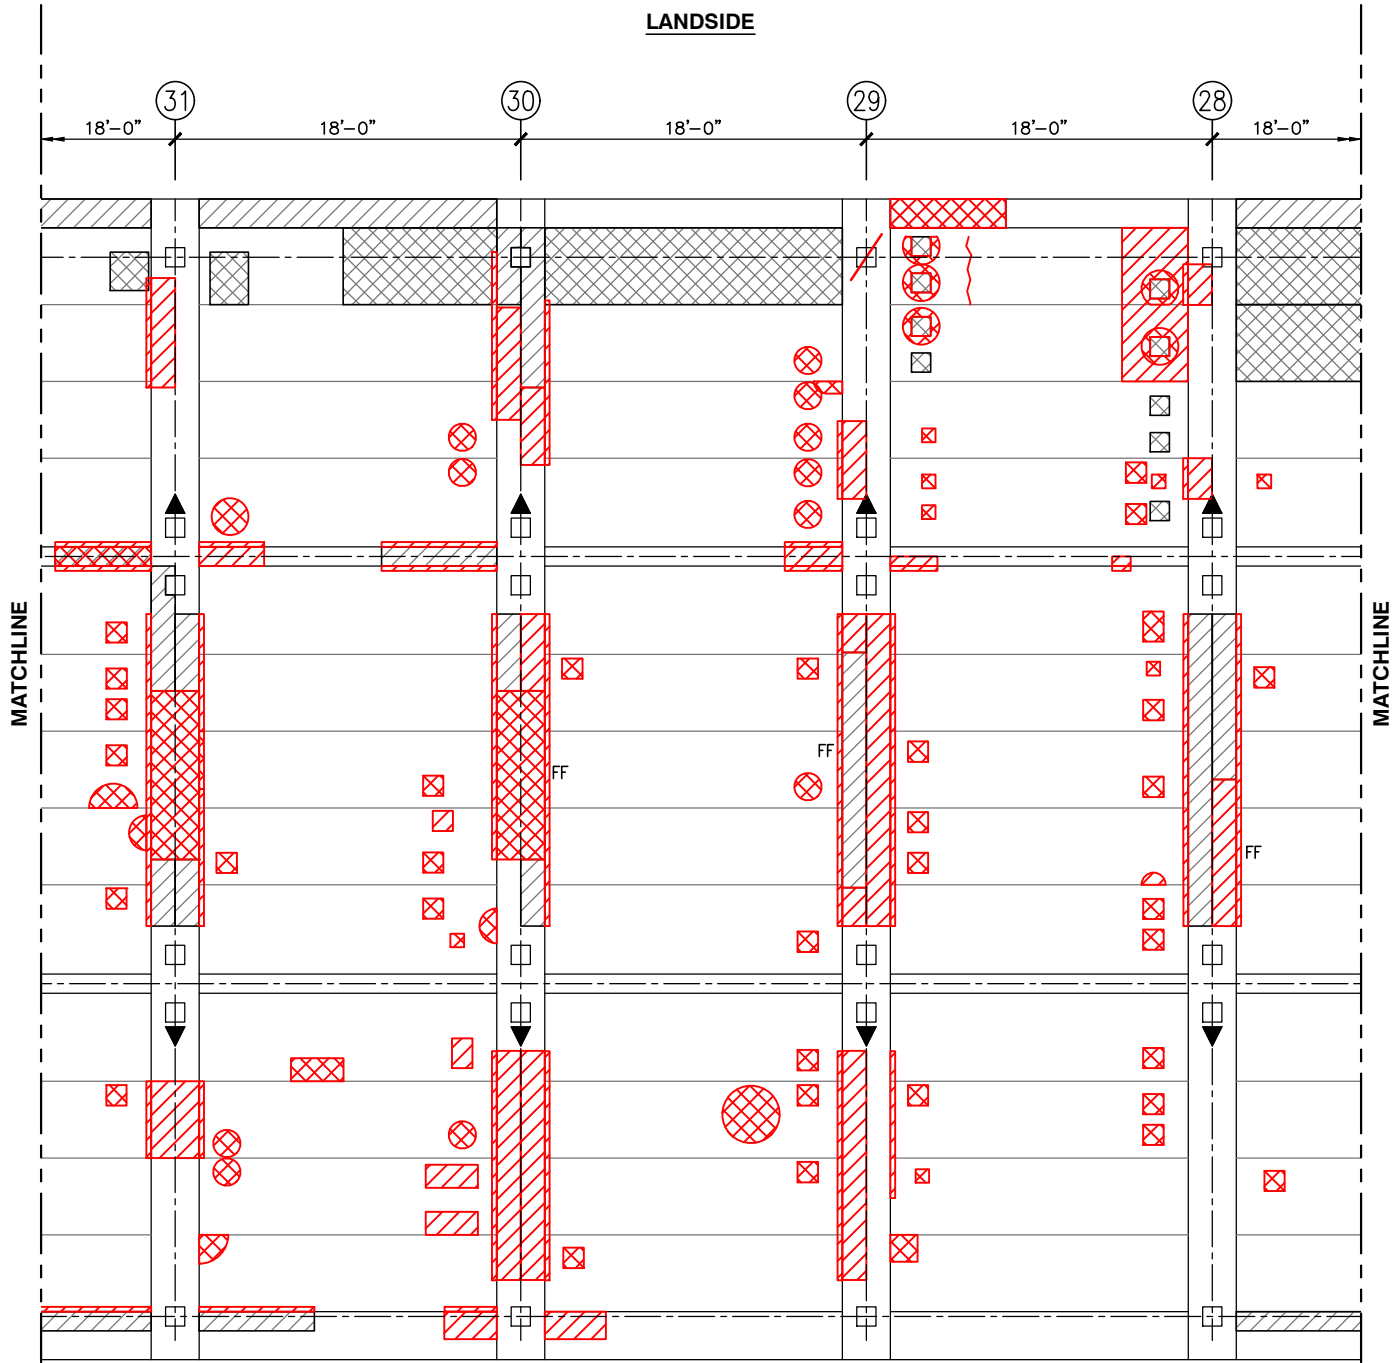 LANDSIDE
31 30 29 28
18'-0" 18'-0" 18'-0" 18'-0" 18'-0"
MATCHLINE
MATCHLINE
FF
FF
FF